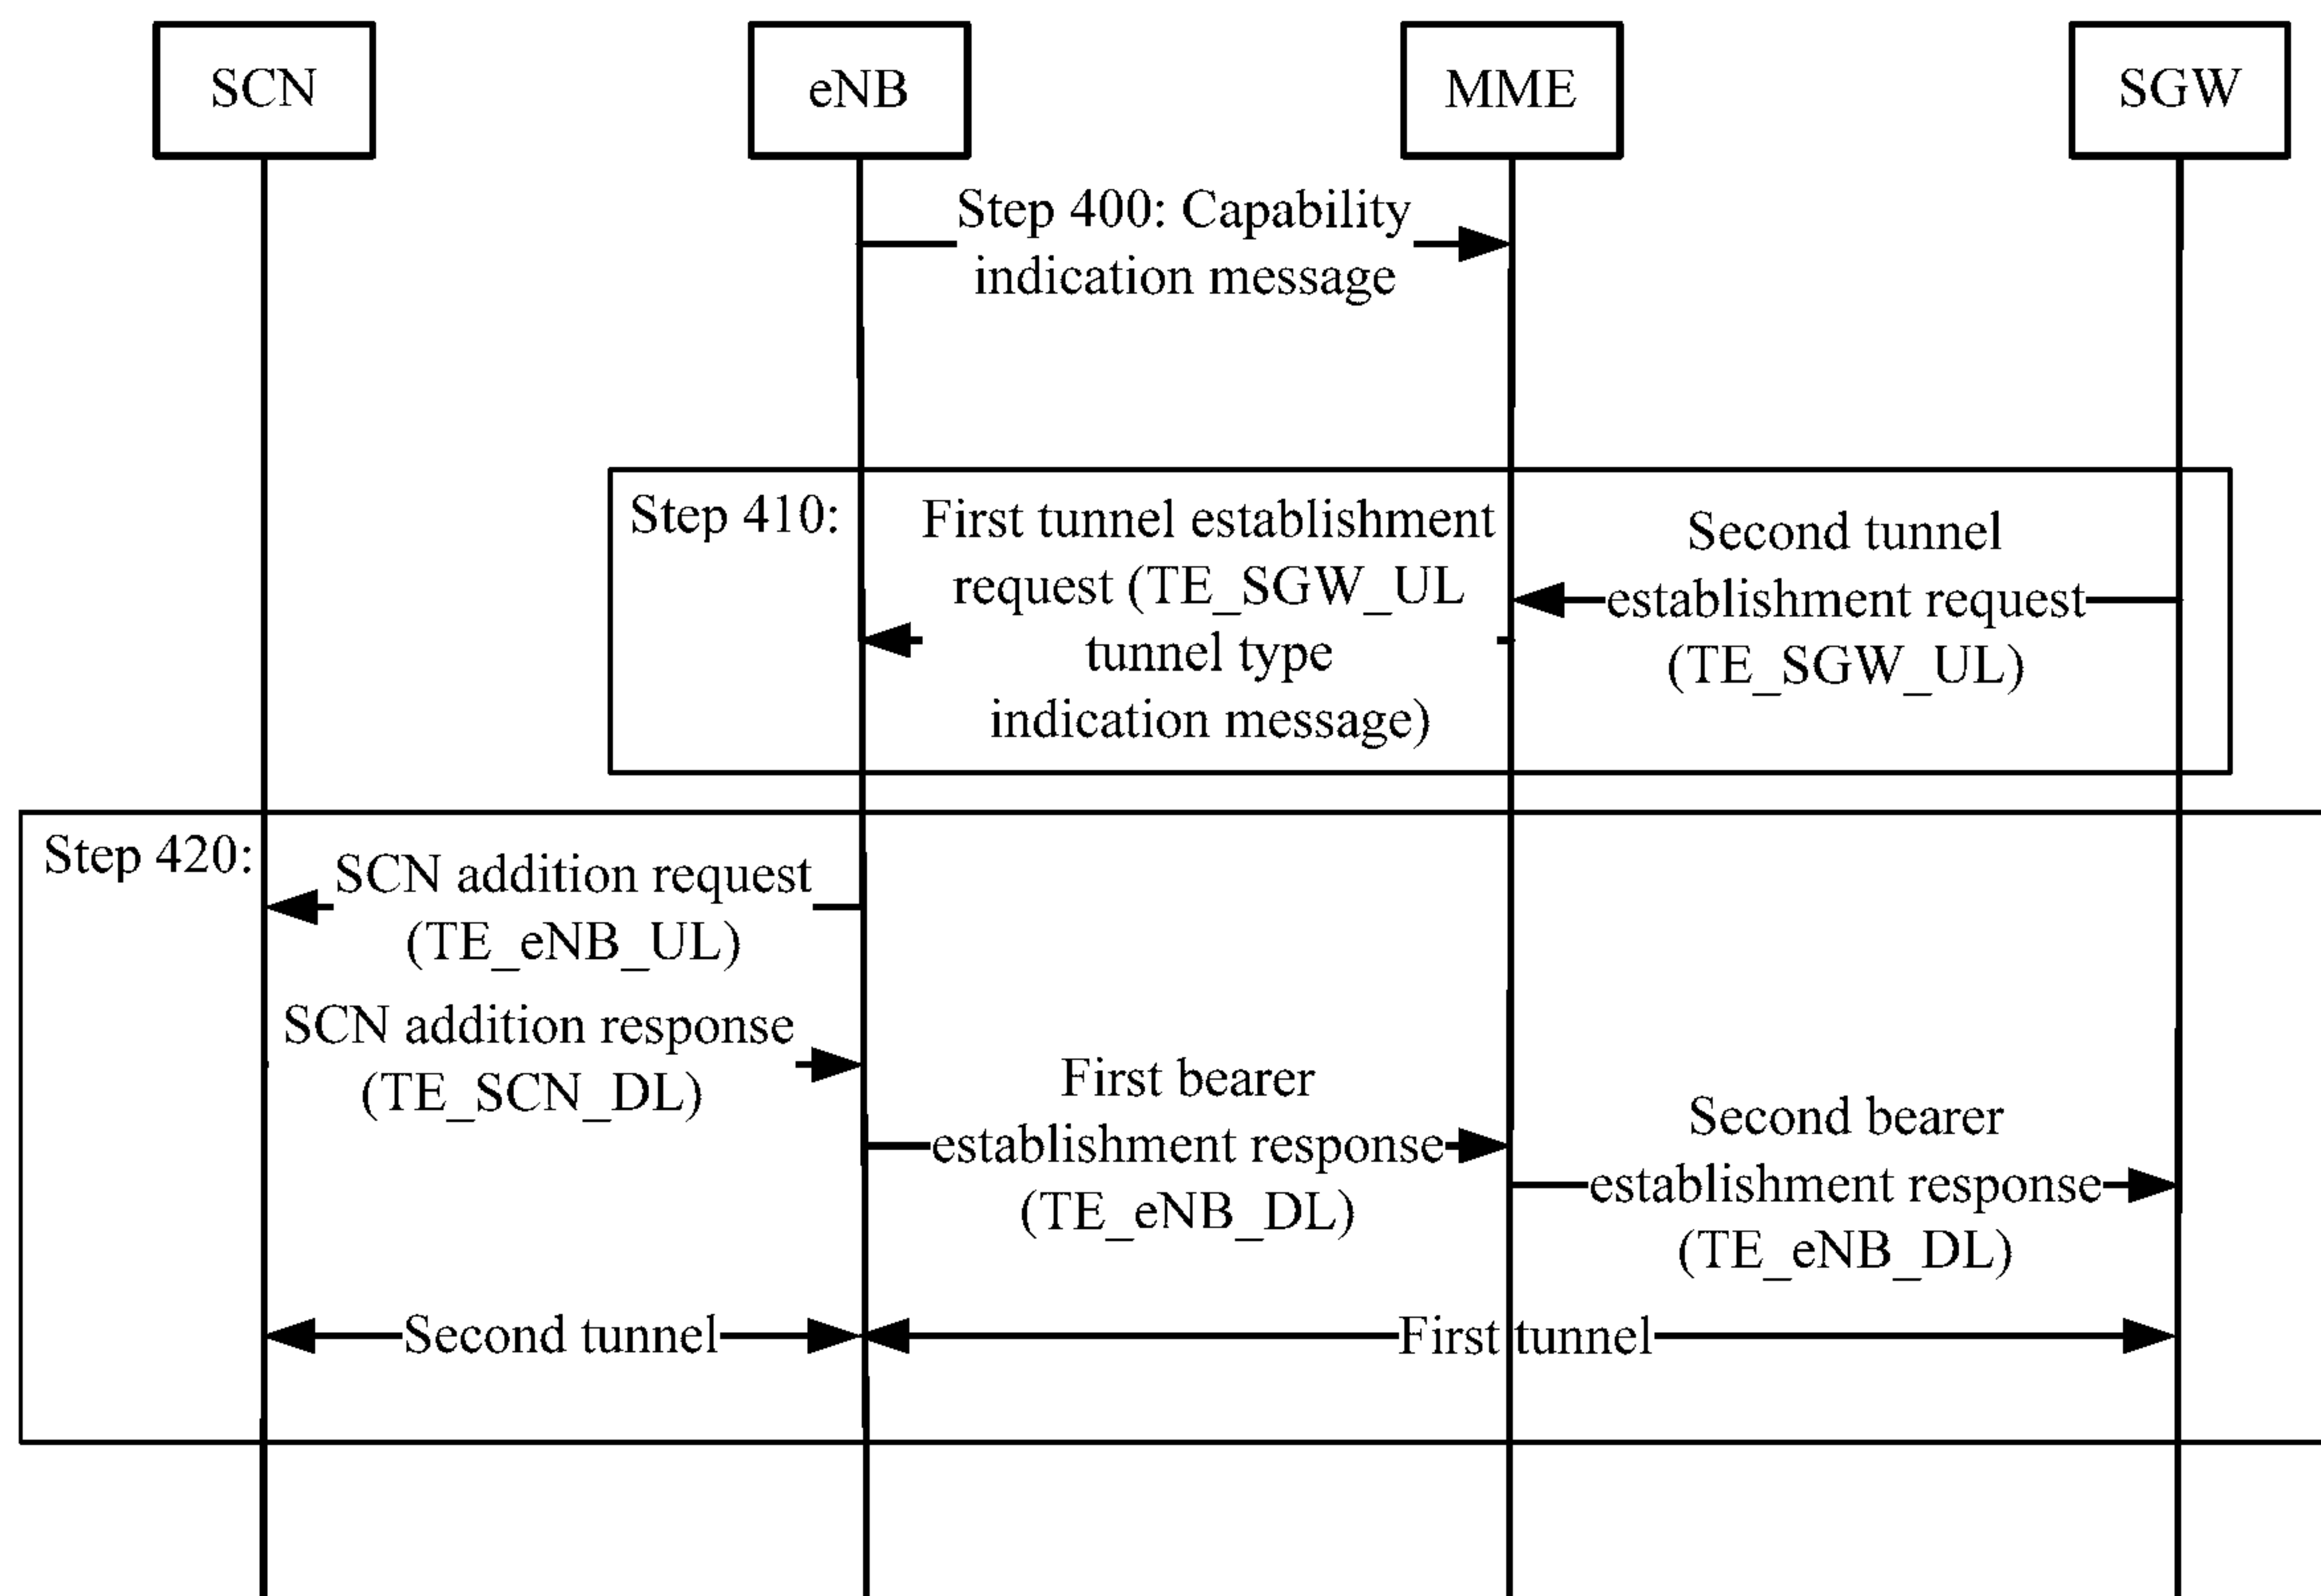 SCN
eNB
MME
SGW
Step 400: Capability
indication message
Step 410:
First tunnel establishment
request (TE_SGW_UL
tunnel type
indication message)
Second tunnel
establishment request
(TE_SGW_UL)
Step 420:
SCN addition request
(TE_eNB_UL)
SCN addition response
(TE_SCN_DL)
First bearer
establishment response
(TE_eNB_DL)
Second bearer
establishment response
(TE_eNB_DL)
Second tunnel
First tunnel